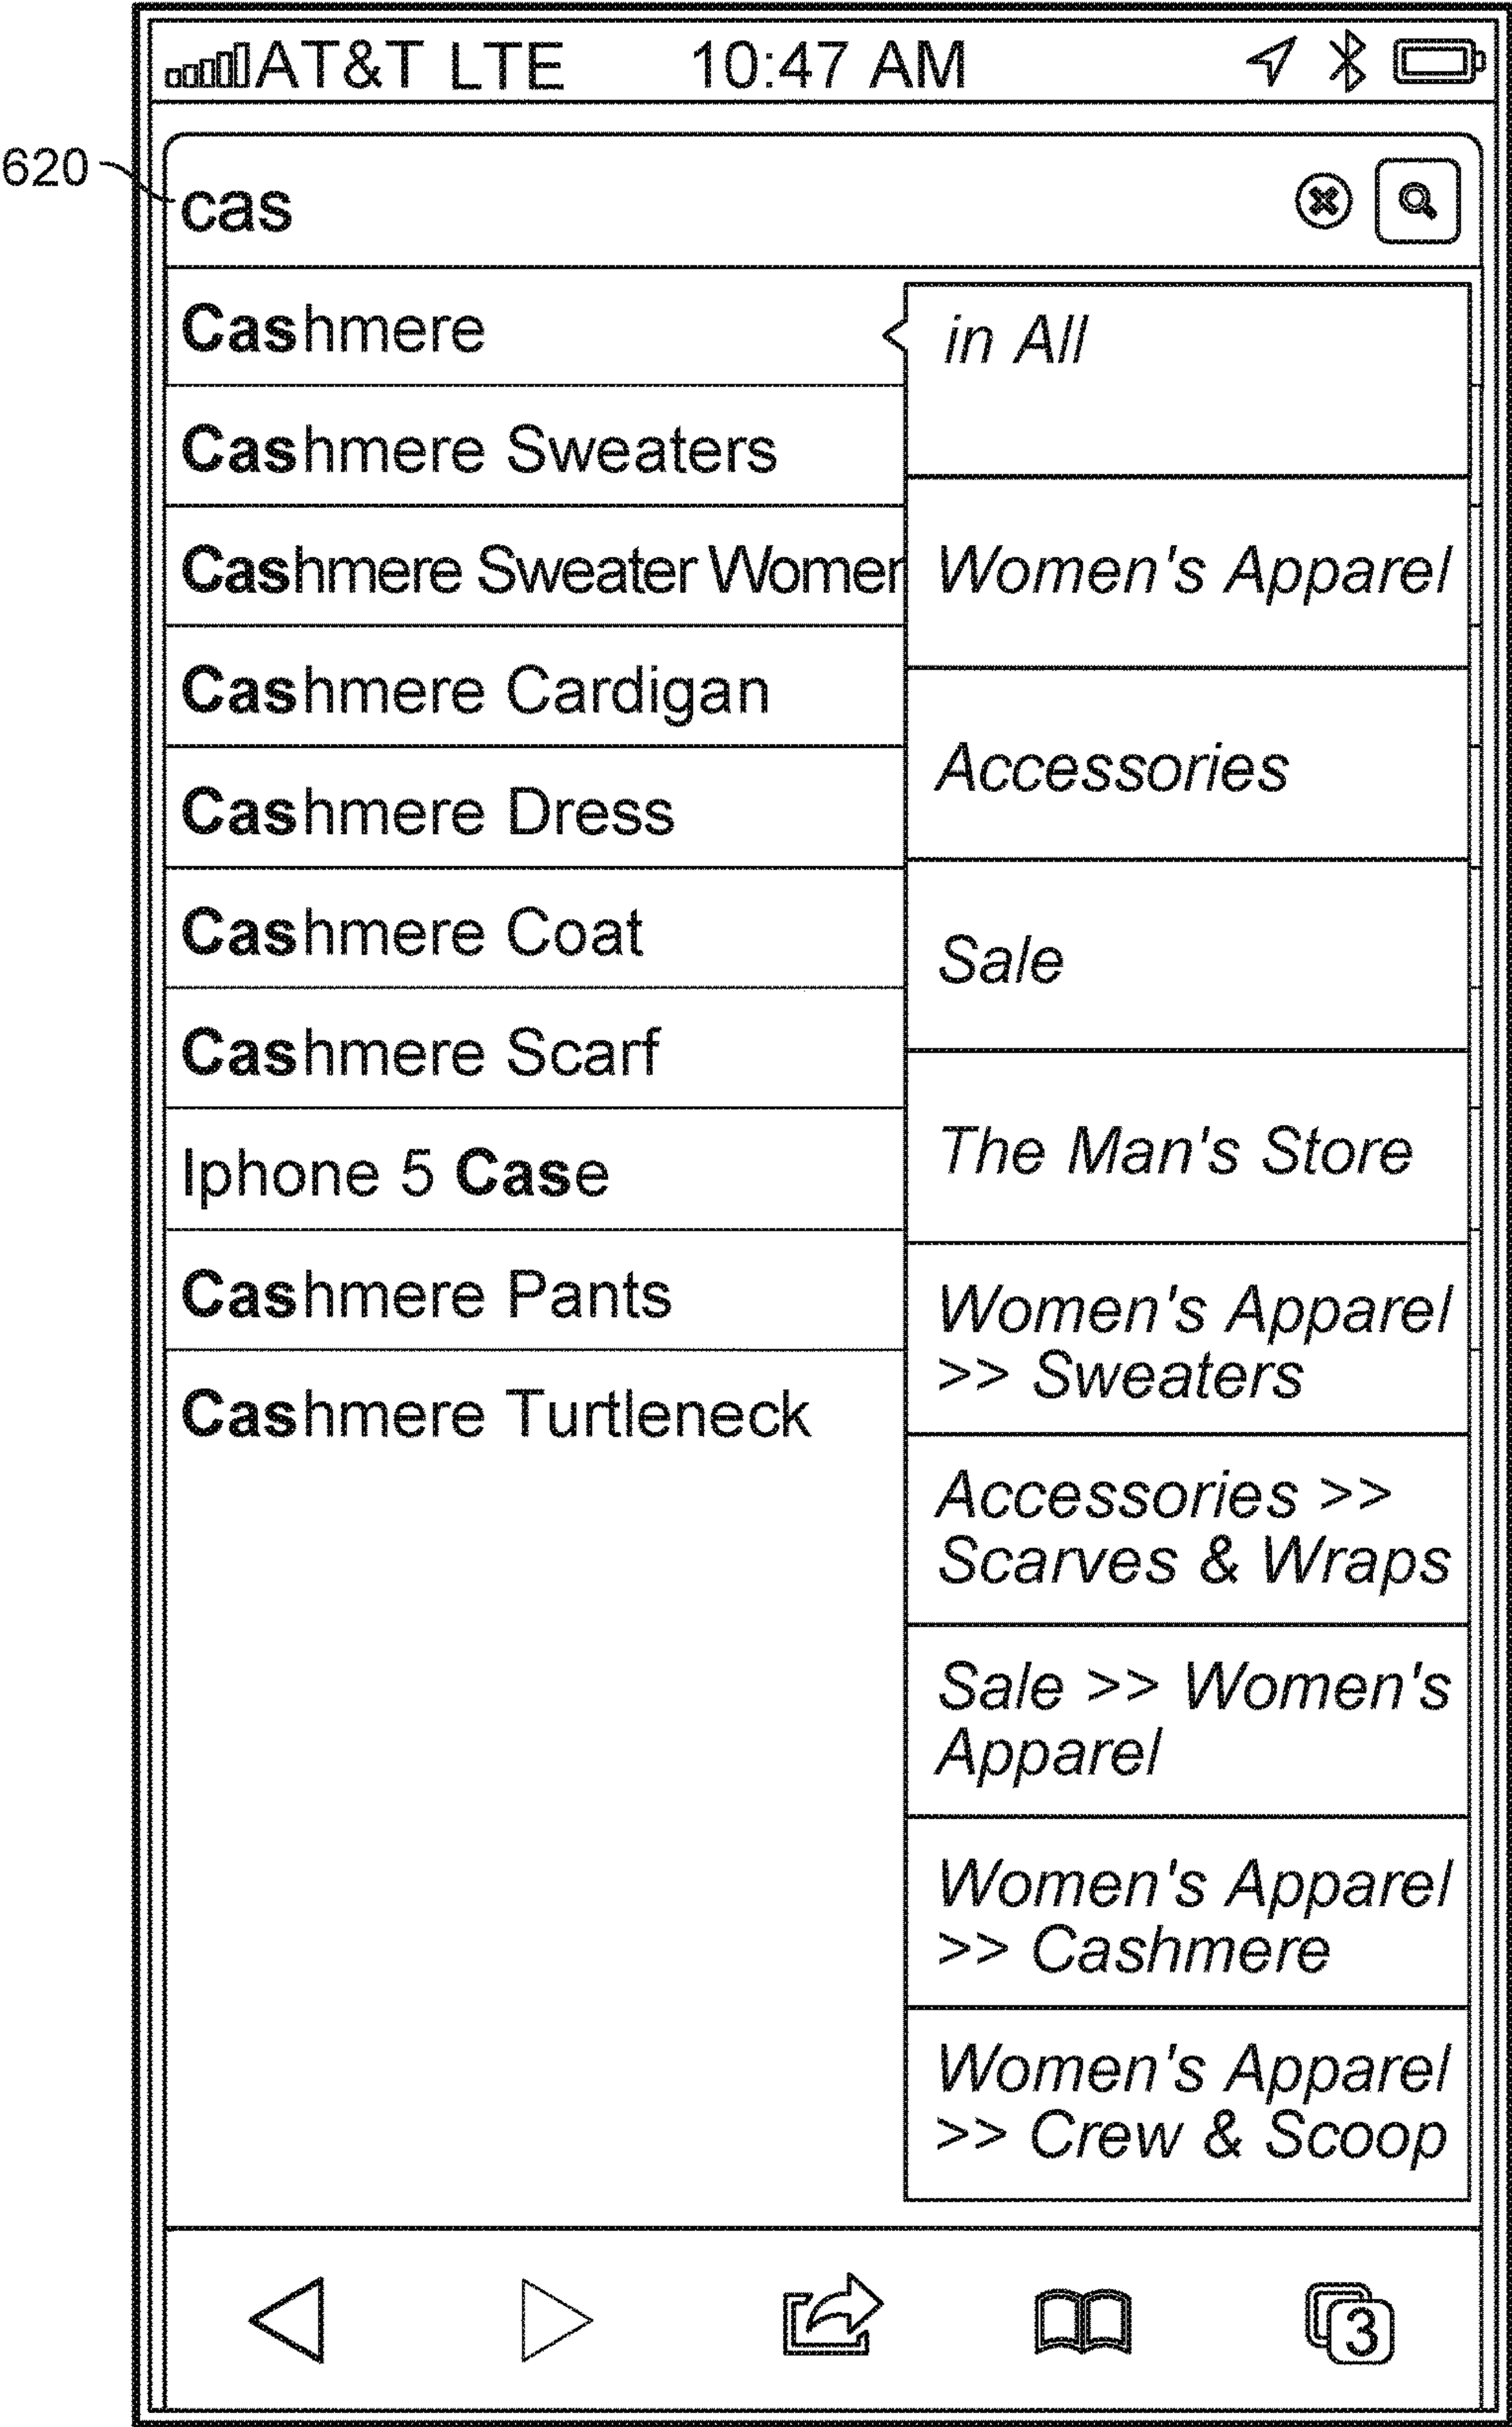 AT&T LTE 10:47 AM
620
cas
Cashmere
Cashmere Sweaters
Cashmere Sweater Women
Cashmere Cardigan
Cashmere Dress
Cashmere Coat
Cashmere Scarf
Iphone 5 Case
Cashmere Pants
Cashmere Turtleneck
in All
Women's Apparel
Accessories
Sale
The Man's Store
Women's Apparel
>> Sweaters
Accessories >>
Scarves & Wraps
Sale >> Women's
Apparel
Women's Apparel
>> Cashmere
Women's Apparel
>> Crew & Scoop
3